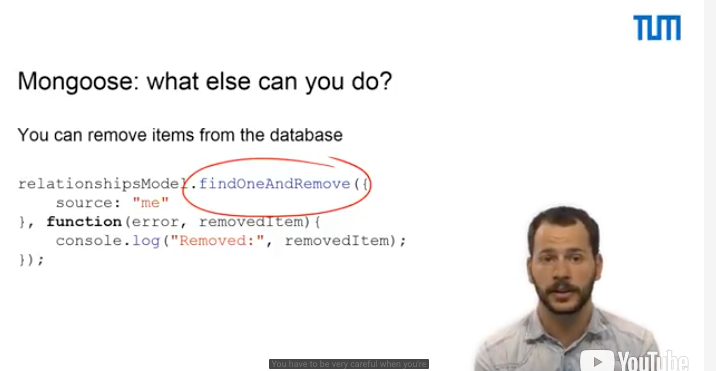 TUM
Mongoose: what else can you do?
You can remove items from the database
relationshipsModel.findOneAndRemove({
    source: "me"
}, function(error, removedItem){
    console.log("Removed:", removedItem);
});
You have to be very careful when you're
YouTube